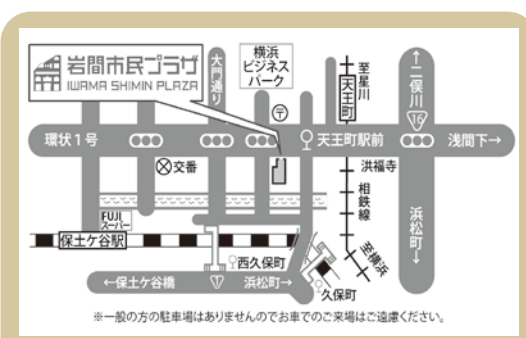 岩間市民プラザ
IWAMA SHIMIN PLAZA
大門通り
横浜
ビジネス
パーク
至星川
天王町
↑二俣川
16
環状1号
天王町駅前
浅間下→
交番
洪福寺
相鉄線
浜松町↓
FUJI
スーパー
保土ケ谷駅
至横浜
西久保町
←保土ケ谷橋
1
浜松町→
久保町
※一般の方の駐車場はありませんのでお車でのご来場はご遠慮ください。